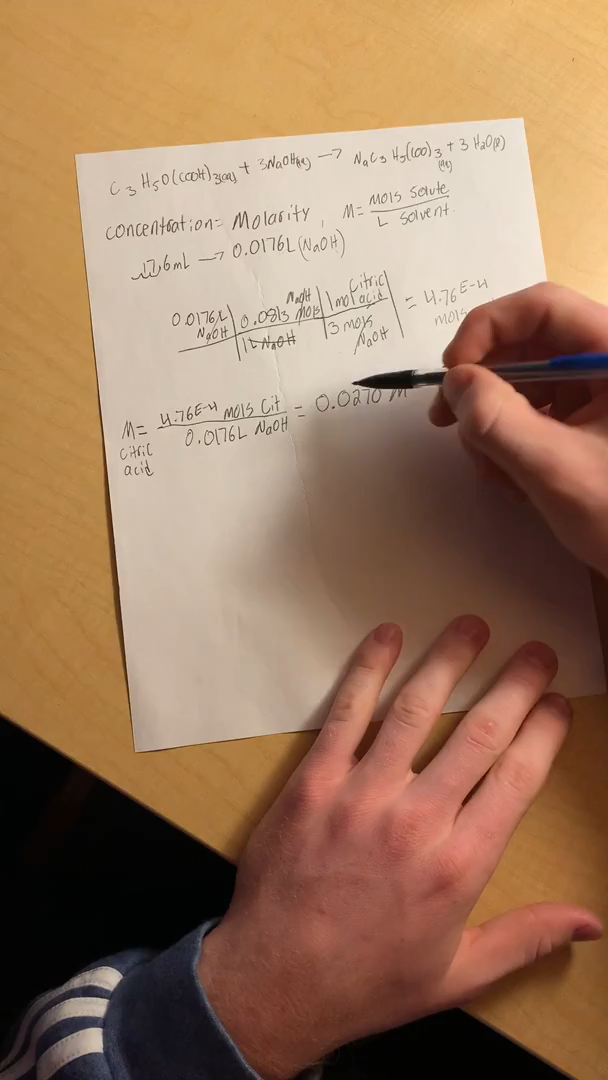 C3H5O(COOH)3(aq) + 3NaOH(aq) → NaC3H5(COO)3(aq) + 3H2O(l)
concentration = Molarity, M = mols solute / L solvent.
17.6mL → 0.0176L (NaOH)
0.0176L NaOH | 0.0813 mols NaOH / 1L NaOH | 1 mol citric acid / 3 mols NaOH | = 4.76E-4 mols
M citric acid = 4.76E-4 mols Cit / 0.0176L NaOH = 0.0270 M